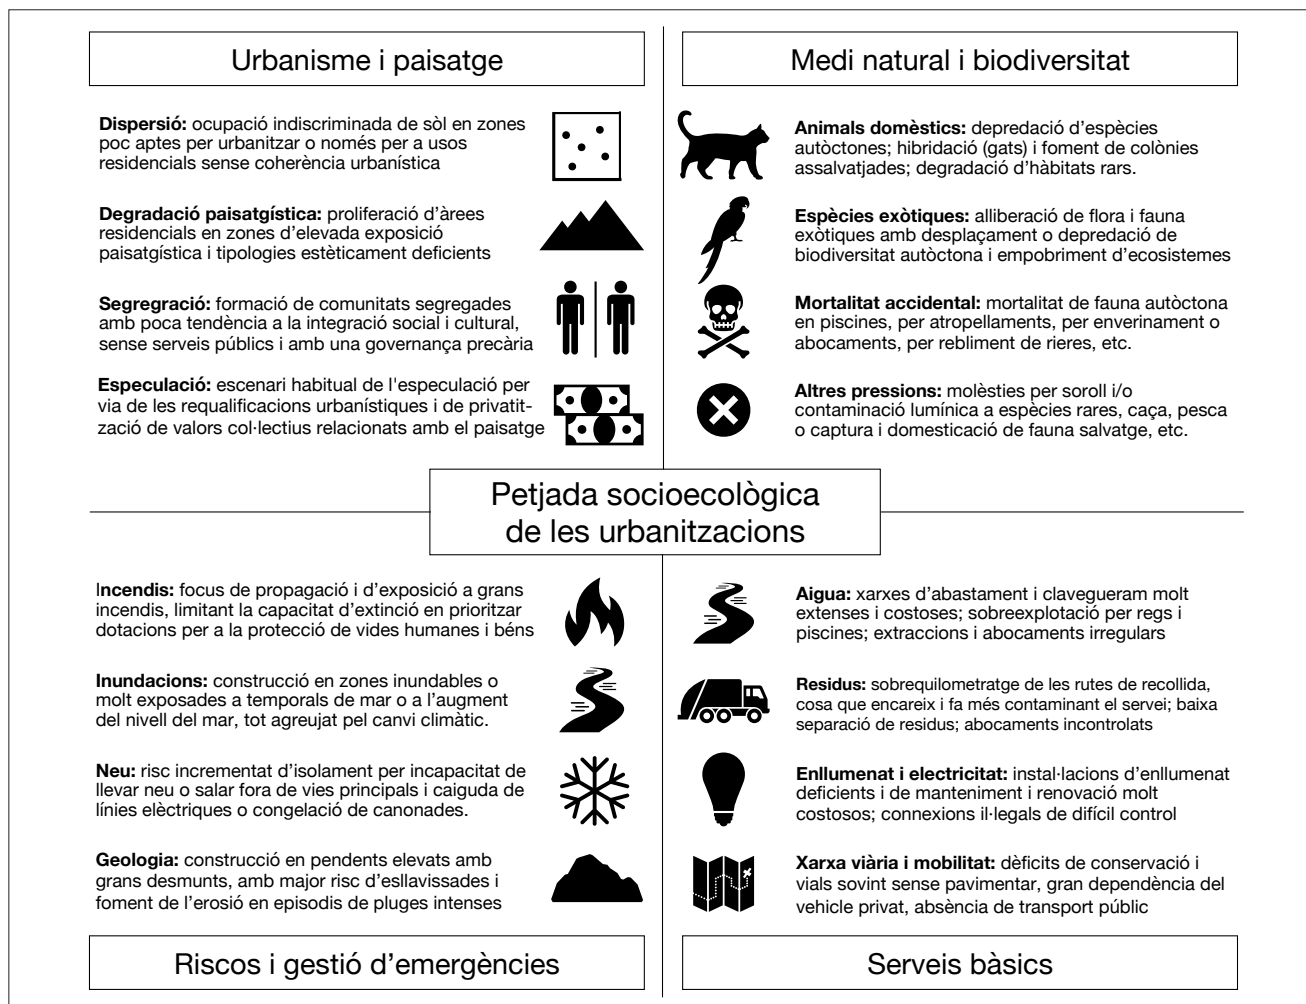 Urbanisme i paisatge
Dispersió: ocupació indiscriminada de sòl en zones
poc aptes per urbanitzar o només per a usos
residencials sense coherència urbanística
Degradació paisatgística: proliferació d'àrees
residencials en zones d'elevada exposició
paisatgística i tipologies estèticament deficients
Segregració: formació de comunitats segregades
amb poca tendència a la integració social i cultural,
sense serveis públics i amb una governança precària
Especulació: escenari habitual de l'especulació per
via de les requalificacions urbanístiques i de privatit-
zació de valors col·lectius relacionats amb el paisatge
Medi natural i biodiversitat
Animals domèstics: depredació d'espècies
autòctones; hibridació (gats) i foment de colònies
assalvatjades; degradació d'hàbitats rars.
Espècies exòtiques: alliberació de flora i fauna
exòtiques amb desplaçament o depredació de
biodiversitat autòctona i empobriment d'ecosistemes
Mortalitat accidental: mortalitat de fauna autòctona
en piscines, per atropellaments, per enverinament o
abocaments, per rebliment de rieres, etc.
Altres pressions: molèsties per soroll i/o
contaminació lumínica a espècies rares, caça, pesca
o captura i domesticació de fauna salvatge, etc.
Petjada socioecològica
de les urbanitzacions
Incendis: focus de propagació i d'exposició a grans
incendis, limitant la capacitat d'extinció en prioritzar
dotacions per a la protecció de vides humanes i béns
Inundacions: construcció en zones inundables o
molt exposades a temporals de mar o a l'augment
del nivell del mar, tot agreujat pel canvi climàtic.
Neu: risc incrementat d'isolament per incapacitat de
llevar neu o salar fora de vies principals i caiguda de
línies elèctriques o congelació de canonades.
Geologia: construcció en pendents elevats amb
grans desmunts, amb major risc d'esllavissades i
foment de l'erosió en episodis de pluges intenses
Riscos i gestió d'emergències
Aigua: xarxes d'abastament i clavegueram molt
extenses i costoses; sobreexplotació per regs i
piscines; extraccions i abocaments irregulars
Residus: sobrequilometratge de les rutes de recollida,
cosa que encareix i fa més contaminant el servei; baixa
separació de residus; abocaments incontrolats
Enllumenat i electricitat: instal·lacions d'enllumenat
deficients i de manteniment i renovació molt
costosos; connexions il·legals de difícil control
Xarxa viària i mobilitat: dèficits de conservació i
vials sovint sense pavimentar, gran dependència del
vehicle privat, absència de transport públic
Serveis bàsics